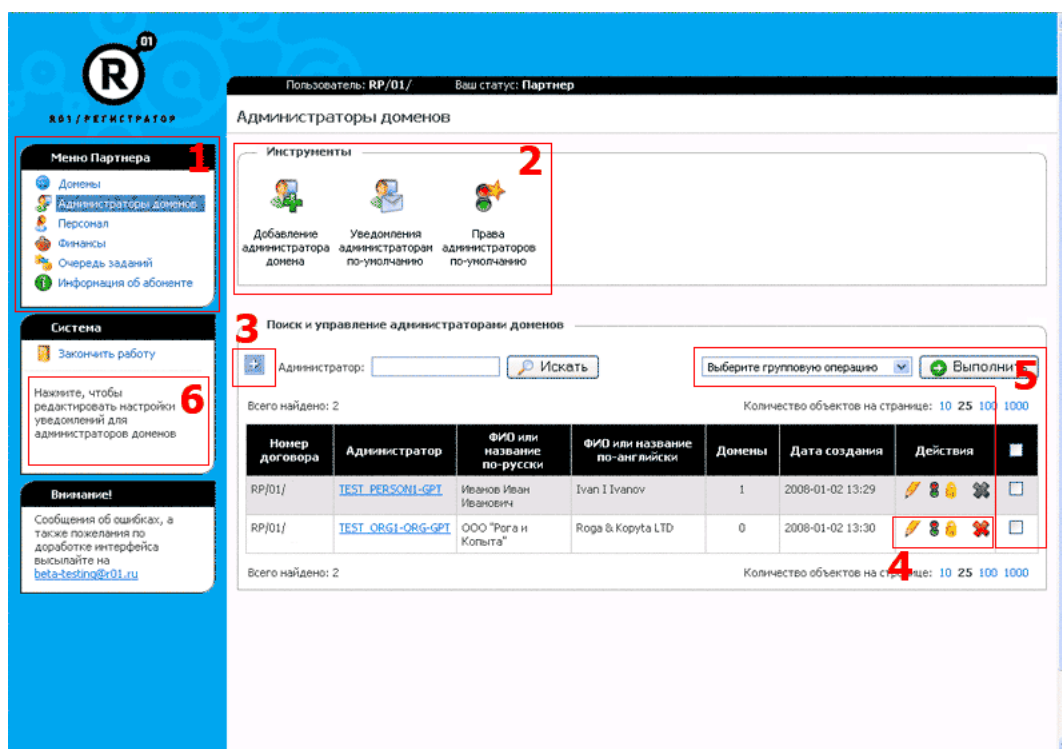 01
R
R01/РЕГИСТРАТОР
Пользователь: RP/01/ Ваш статус: Партнер
Администраторы доменов
Меню Партнера
1
Домены
Администраторы доменов
Персонал
Финансы
Очередь заданий
Информация об абоненте
Инструменты
2
Добавление администратора домена
Уведомления администраторам по-умолчанию
Права администраторов по-умолчанию
Система
Закончить работу
Нажмите, чтобы
редактировать настройки
уведомлений для
администраторов доменов
6
Внимание!
Сообщения об ошибках, а
также пожелания по
доработке интерфейса
высылайте на
beta-testing@r01.ru
3
Поиск и управление администраторами доменов
Администратор: Искать Выберите групповую операцию Выполнить
5
Всего найдено: 2 Количество объектов на странице: 10 25 100 1000
Номер договора Администратор ФИО или название по-русски ФИО или название по-английски Домены Дата создания Действия
RP/01/ TEST_PERSON1-GPT Иванов Иван Иванович Ivan I Ivanov 1 2008-01-02 13:29
RP/01/ TEST_ORG1-ORG-GPT ООО "Рога и Копыта" Roga & Kopyta LTD 0 2008-01-02 13:30
4
Всего найдено: 2 Количество объектов на странице: 10 25 100 1000